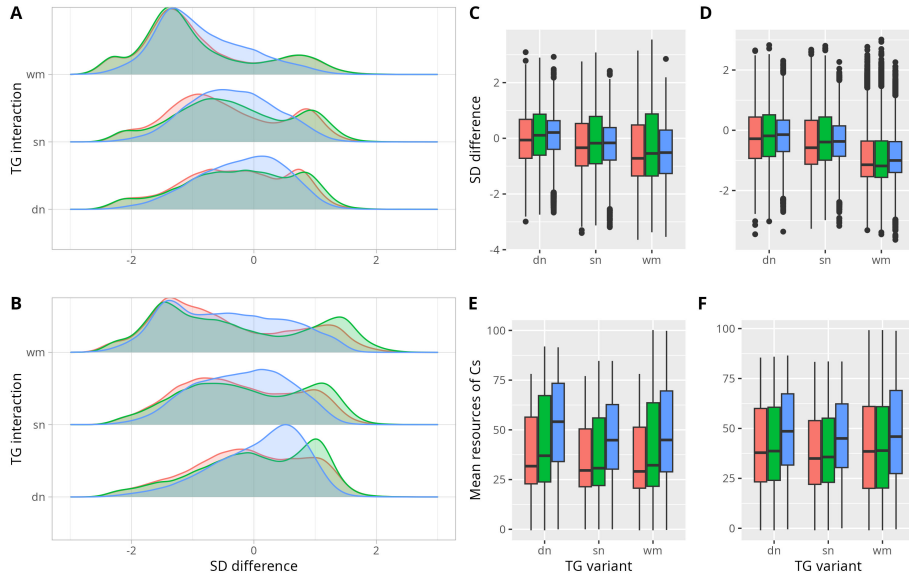 A
TG interaction
wm
sn
dn
-2
0
2
B
TG interaction
wm
sn
dn
-2
0
2
SD difference
C
SD difference
2
0
-2
-4
dn
sn
wm
D
2
0
-2
dn
sn
wm
E
Mean resources of Cs
100
75
50
25
0
dn
sn
wm
TG variant
F
100
75
50
25
0
dn
sn
wm
TG variant